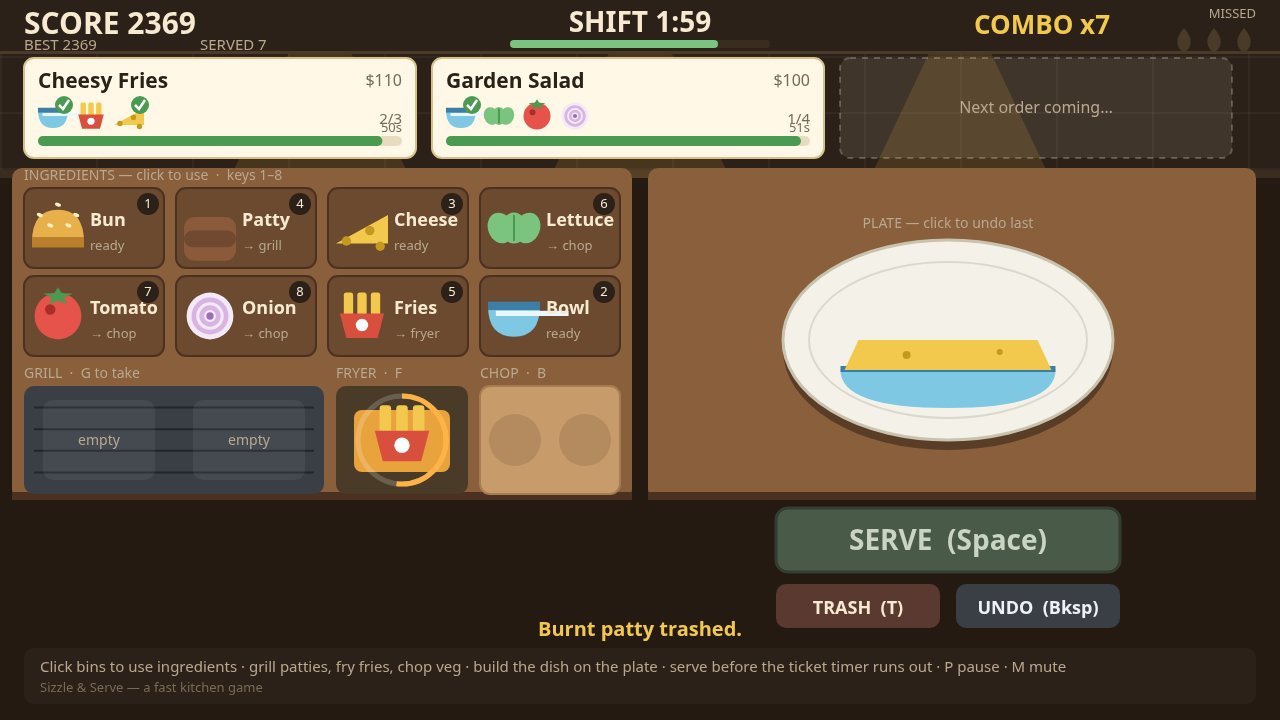 SCORE 2369
BEST 2369
SERVED 7
SHIFT 1:59
COMBO x7
MISSED
Cheesy Fries
$110
2/3
50s
Garden Salad
$100
1/4
51s
Next order coming…
INGREDIENTS — click to use · keys 1–8
Bun
1
ready
Patty
4
→ grill
Cheese
3
ready
Lettuce
6
→ chop
Tomato
7
→ chop
Onion
8
→ chop
Fries
5
→ fryer
Bowl
2
ready
GRILL · G to take
FRYER · F
CHOP · B
empty
empty
PLATE — click to undo last
SERVE (Space)
TRASH (T)
UNDO (Bksp)
Burnt patty trashed.
Click bins to use ingredients · grill patties, fry fries, chop veg · build the dish on the plate · serve before the ticket timer runs out · P pause · M mute
Sizzle & Serve — a fast kitchen game